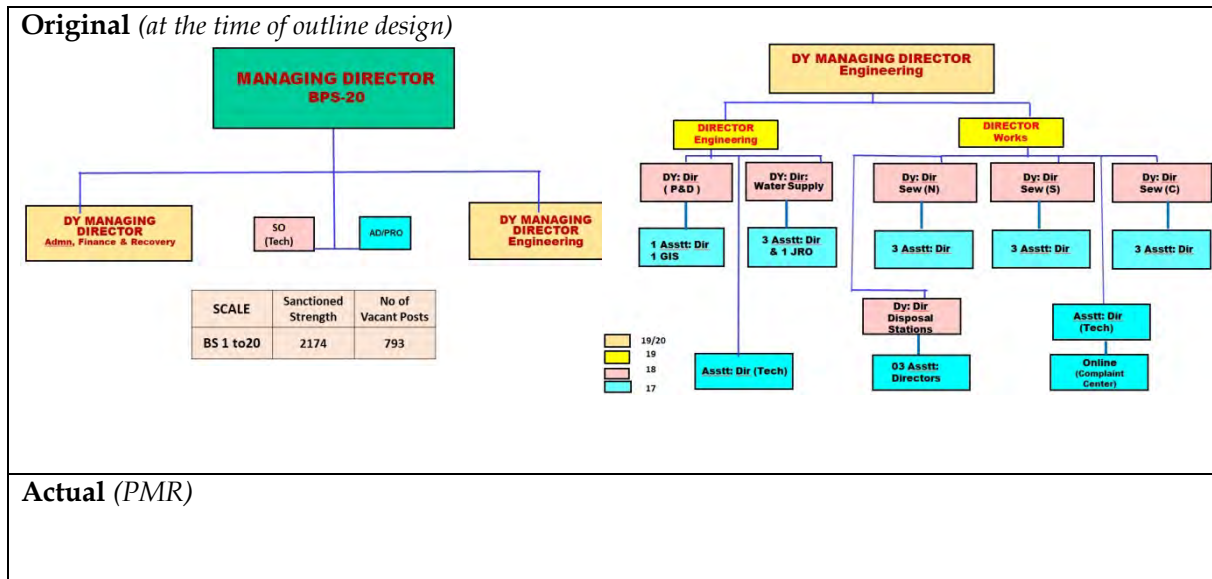 Original (at the time of outline design)
MANAGING DIRECTOR
BPS-20
DY MANAGING
DIRECTOR
Admn, Finance & Recovery
SO
(Tech)
AD/PRO
DY MANAGING
DIRECTOR
Engineering
SCALE
Sanctioned
Strength
No of
Vacant Posts
BS 1 to20
2174
793
DY MANAGING DIRECTOR
Engineering
DIRECTOR
Engineering
DIRECTOR
Works
DY: Dir
( P&D )
DY: Dir:
Water Supply
Dy: Dir
Sew (N)
Dy: Dir
Sew (S)
Dy: Dir
Sew (C)
1 Asstt: Dir
1 GIS
3 Asstt: Dir
& 1 JRO
3 Asstt: Dir
3 Asstt: Dir
3 Asstt: Dir
Dy: Dir
Disposal
Stations
Asstt: Dir
(Tech)
19/20
19
18
17
Asstt: Dir (Tech)
03 Asstt:
Directors
Online
(Complaint
Center)
Actual (PMR)